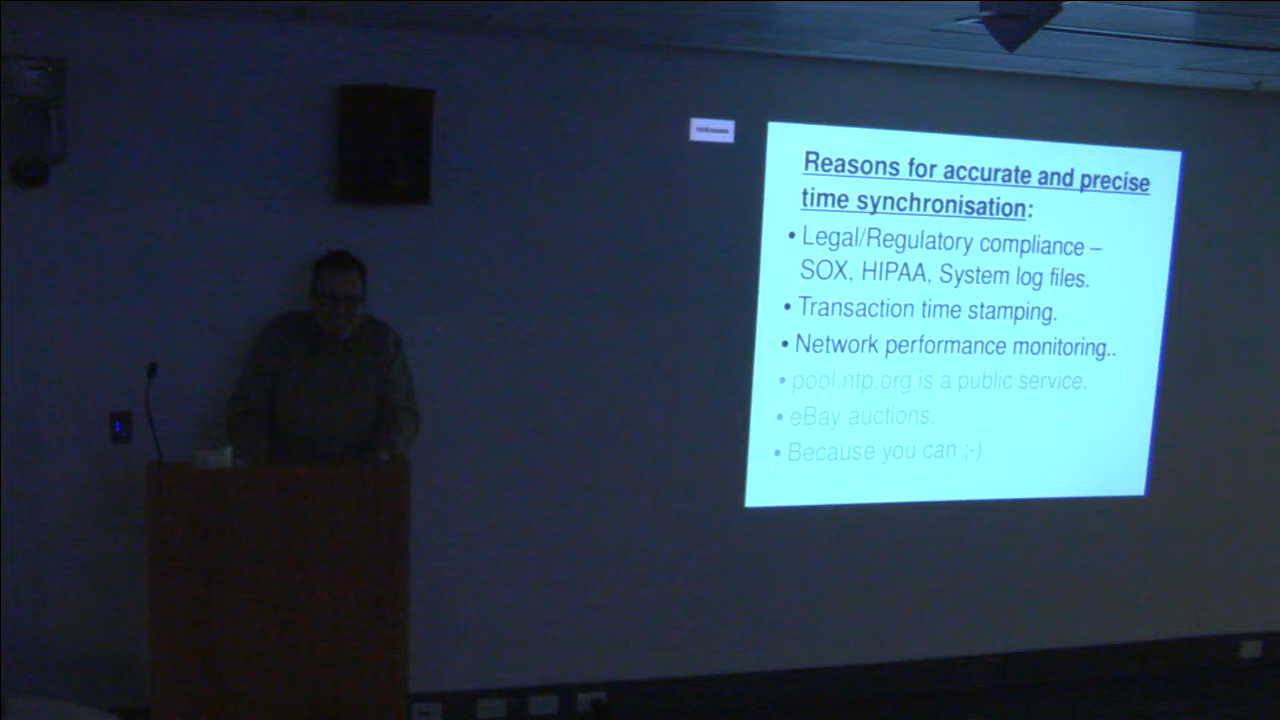 Reasons for accurate and precise
time synchronisation:
• Legal/Regulatory compliance –
SOX, HIPAA, System log files.
• Transaction time stamping.
• Network performance monitoring..
• pool.ntp.org is a public service.
• eBay auctions.
• Because you can ;-)